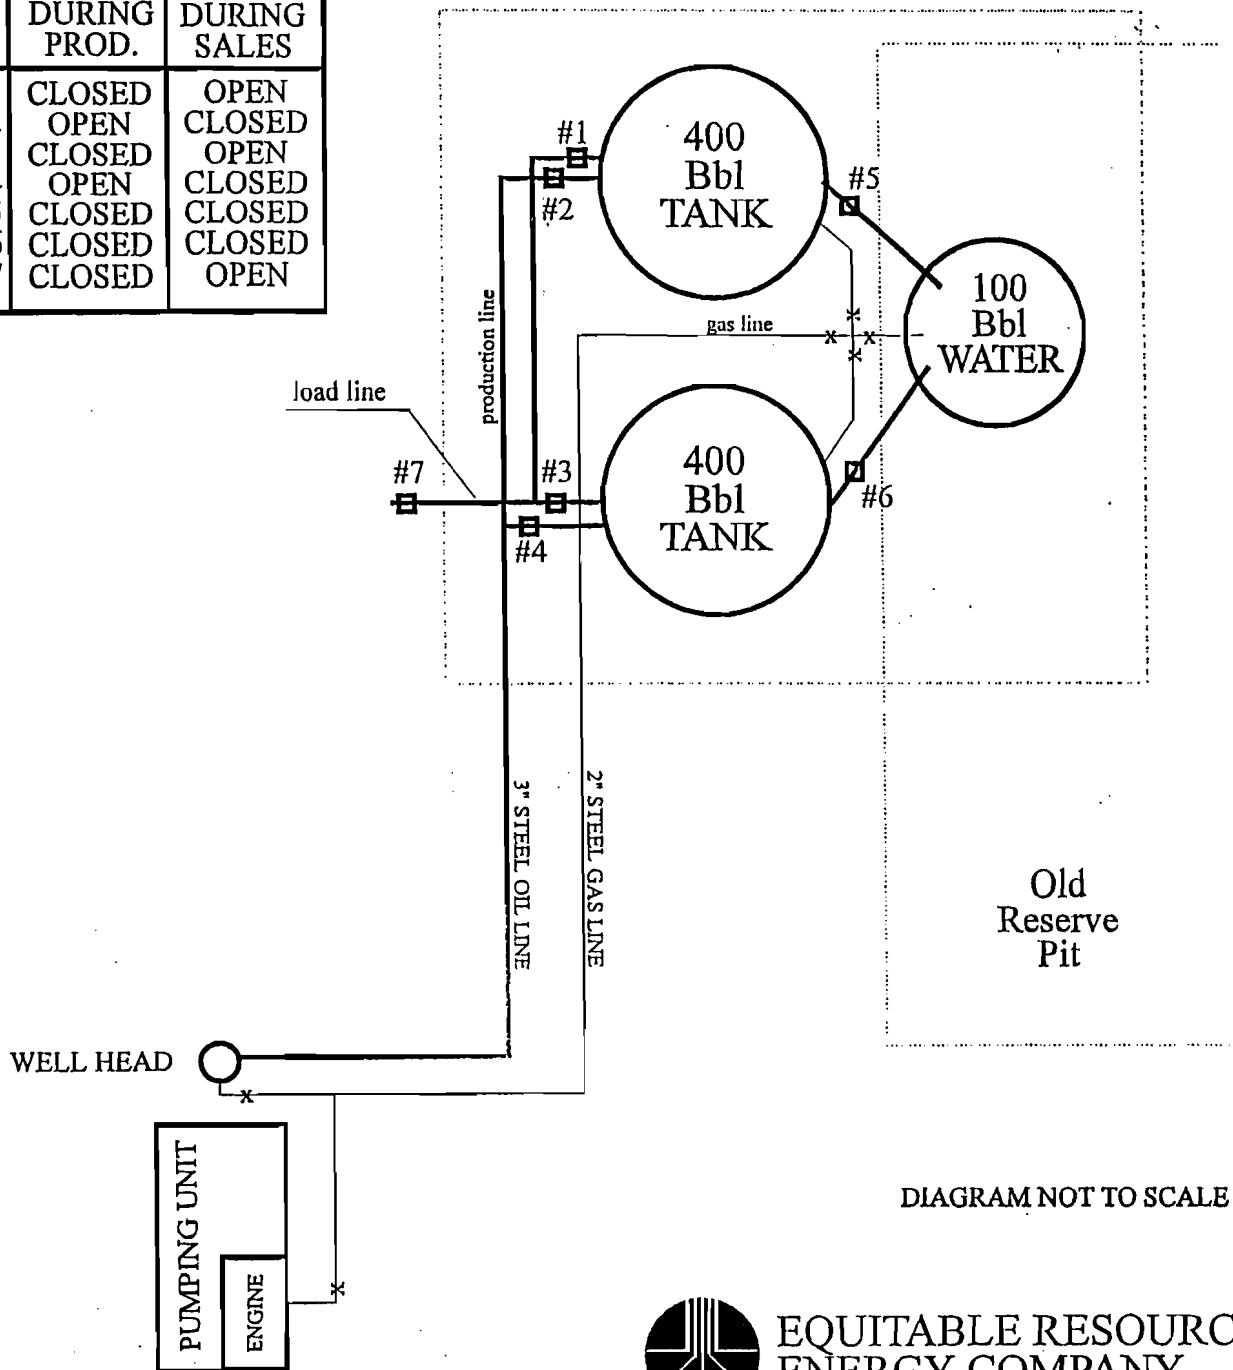 DURING DURING
PROD. SALES
CLOSED OPEN
OPEN CLOSED
CLOSED OPEN
OPEN CLOSED
CLOSED CLOSED
CLOSED CLOSED
CLOSED OPEN
#1
#2
400
Bbl
TANK
#5
100
Bbl
WATER
production line
gas line
load line
#7
#3
#4
400
Bbl
TANK
#6
3" STEEL OIL LINE
2" STEEL GAS LINE
Old
Reserve
Pit
WELL HEAD
PUMPING UNIT
ENGINE
DIAGRAM NOT TO SCALE
EQUITABLE RESOURC
ENERGY COMPANY